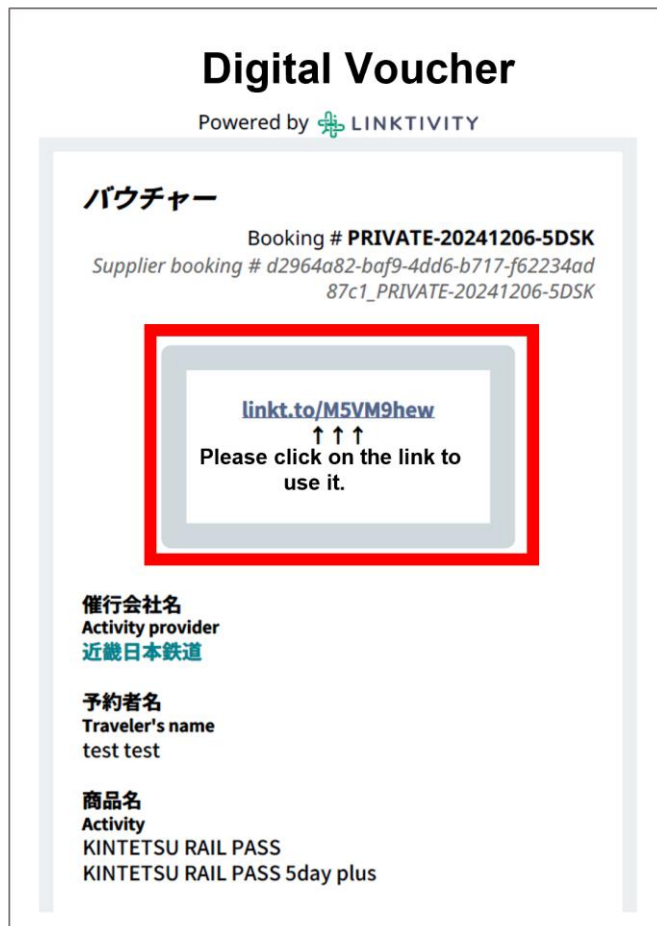 Digital Voucher
Powered by LINKTIVITY
バウチャー
Booking # PRIVATE-20241206-5DSK
Supplier booking # d2964a82-baf9-4dd6-b717-f62234ad
87c1_PRIVATE-20241206-5DSK
linkt.to/M5VM9hew
↑↑↑
Please click on the link to
use it.
催行会社名
Activity provider
近畿日本鉄道
予約者名
Traveler's name
test test
商品名
Activity
KINTETSU RAIL PASS
KINTETSU RAIL PASS 5day plus